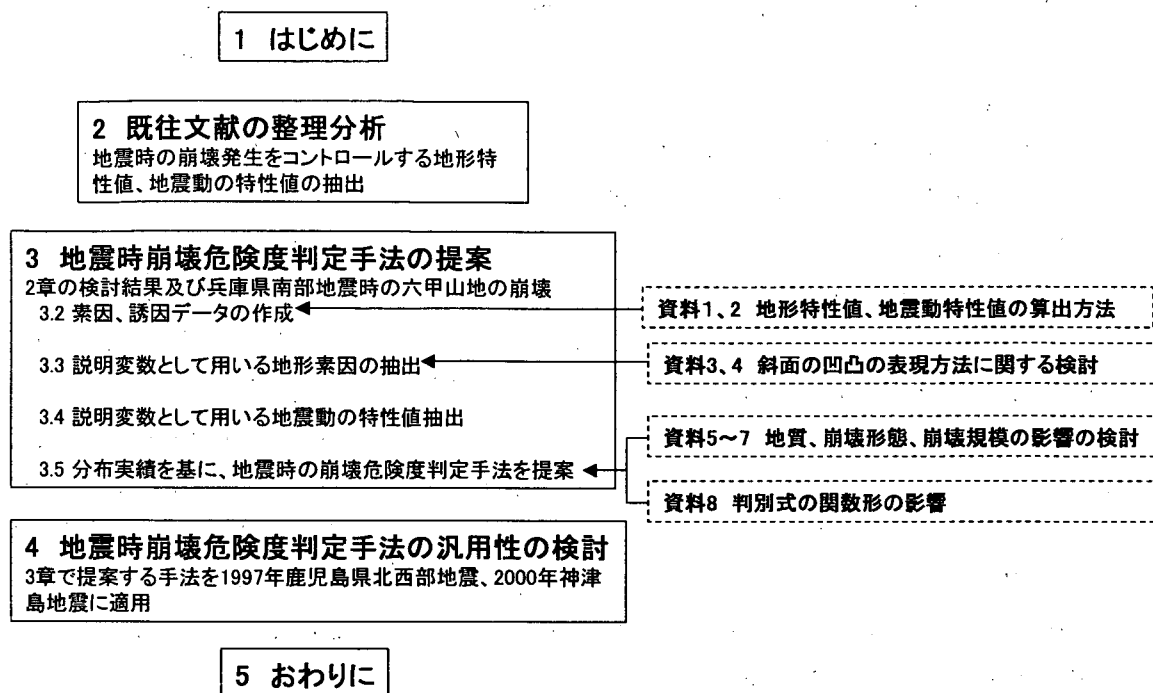 1 はじめに
2 既往文献の整理分析
地震時の崩壊発生をコントロールする地形特
性値、地震動の特性値の抽出
3 地震時崩壊危険度判定手法の提案
2章の検討結果及び兵庫県南部地震時の六甲山地の崩壊
3.2 素因、誘因データの作成
資料1、2 地形特性値、地震動特性値の算出方法
3.3 説明変数として用いる地形素因の抽出
資料3、4 斜面の凹凸の表現方法に関する検討
3.4 説明変数として用いる地震動の特性値抽出
資料5～7 地質、崩壊形態、崩壊規模の影響の検討
3.5 分布実績を基に、地震時の崩壊危険度判定手法を提案
資料8 判別式の関数形の影響
4 地震時崩壊危険度判定手法の汎用性の検討
3章で提案する手法を1997年鹿児島県北西部地震、2000年神津
島地震に適用
5 おわりに